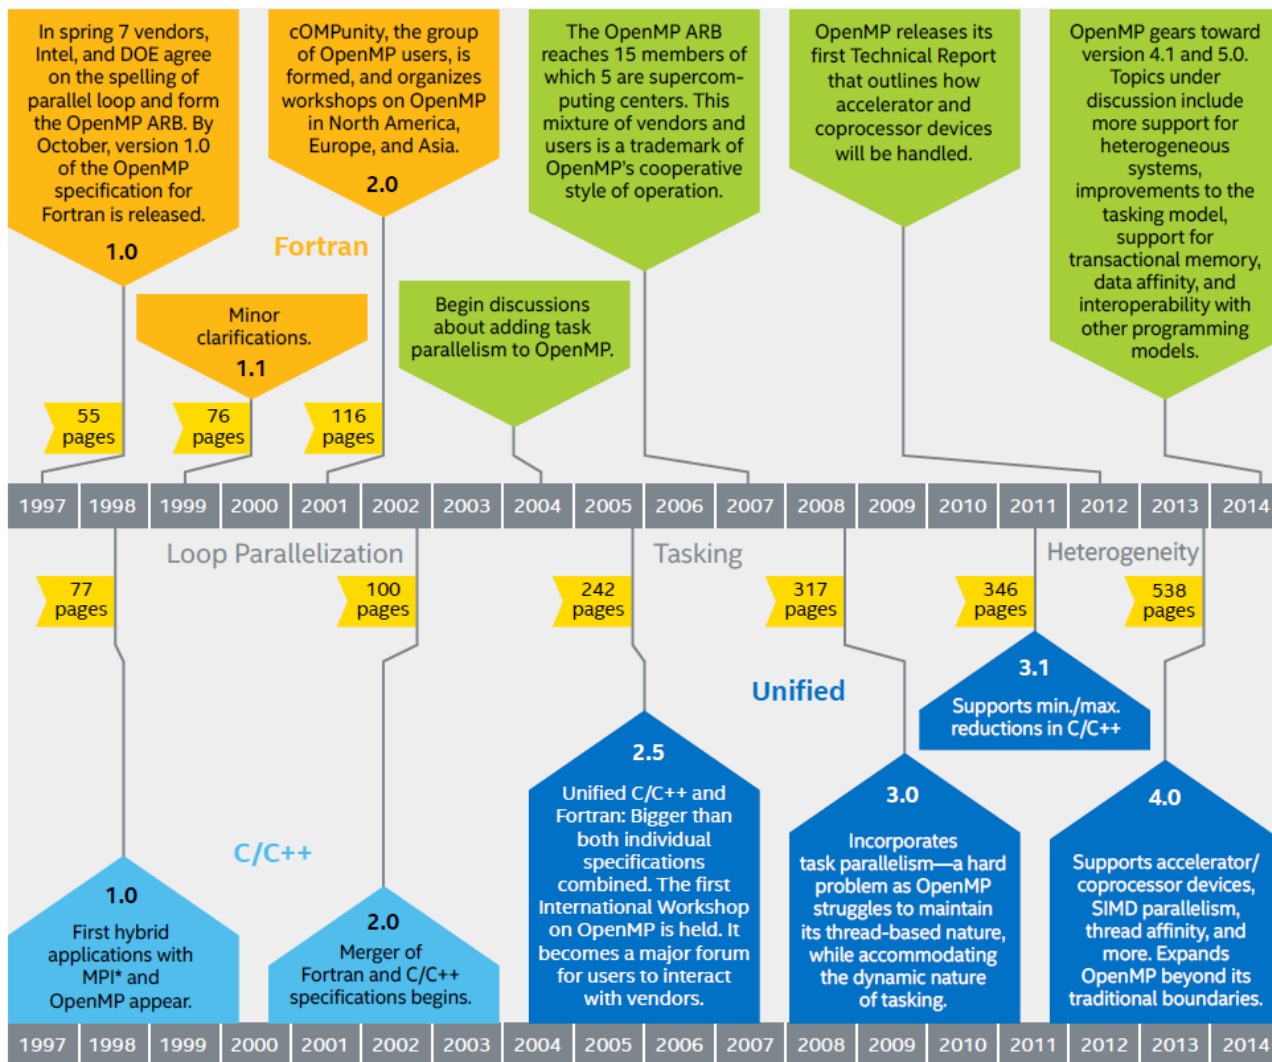 In spring 7 vendors,
Intel, and DOE agree
on the spelling of
parallel loop and form
the OpenMP ARB. By
October, version 1.0
of the OpenMP
specification for
Fortran is released.
1.0
cOMPunity, the group
of OpenMP users, is
formed, and organizes
workshops on OpenMP
in North America,
Europe, and Asia.
2.0
The OpenMP ARB
reaches 15 members of
which 5 are supercom-
puting centers. This
mixture of vendors and
users is a trademark of
OpenMP's cooperative
style of operation.
OpenMP releases its
first Technical Report
that outlines how
accelerator and
coprocessor devices
will be handled.
OpenMP gears toward
version 4.1 and 5.0.
Topics under
discussion include
more support for
heterogeneous
systems,
improvements to the
tasking model,
support for
transactional memory,
data affinity, and
interoperability with
other programming
models.
Fortran
Minor
clarifications.
1.1
Begin discussions
about adding task
parallelism to OpenMP.
55
pages
76
pages
116
pages
1997 1998 1999 2000 2001 2002 2003 2004 2005 2006 2007 2008 2009 2010 2011 2012 2013 2014
Loop Parallelization
Tasking
Heterogeneity
77
pages
100
pages
242
pages
317
pages
346
pages
538
pages
Unified
3.1
Supports min./max.
reductions in C/C++
C/C++
1.0
First hybrid
applications with
MPI* and
OpenMP appear.
2.0
Merger of
Fortran and C/C++
specifications begins.
2.5
Unified C/C++ and
Fortran: Bigger than
both individual
specifications
combined. The first
International Workshop
on OpenMP is held. It
becomes a major forum
for users to interact
with vendors.
3.0
Incorporates
task parallelism—a hard
problem as OpenMP
struggles to maintain
its thread-based nature,
while accommodating
the dynamic nature
of tasking.
4.0
Supports accelerator/
coprocessor devices,
SIMD parallelism,
thread affinity, and
more. Expands
OpenMP beyond its
traditional boundaries.
1997 1998 1999 2000 2001 2002 2003 2004 2005 2006 2007 2008 2009 2010 2011 2012 2013 2014